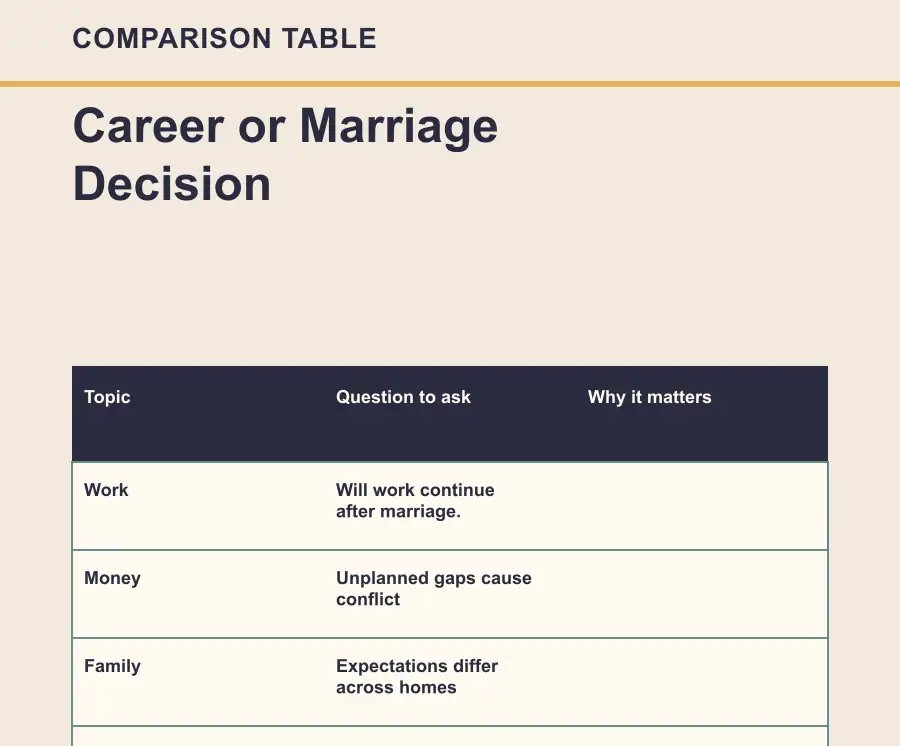 COMPARISON TABLE
Career or Marriage
Decision
Topic Question to ask Why it matters
Work Will work continue
after marriage.
Money Unplanned gaps cause
conflict
Family Expectations differ
across homes